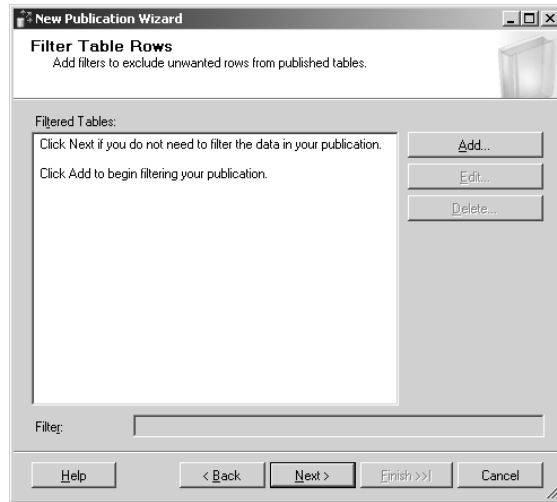 New Publication Wizard
Filter Table Rows
Add filters to exclude unwanted rows from published tables.
Filtered Tables:
Click Next if you do not need to filter the data in your publication.
Click Add to begin filtering your publication.
Add...
Edit...
Delete...
Filter:
Help
< Back
Next >
Finish >>|
Cancel